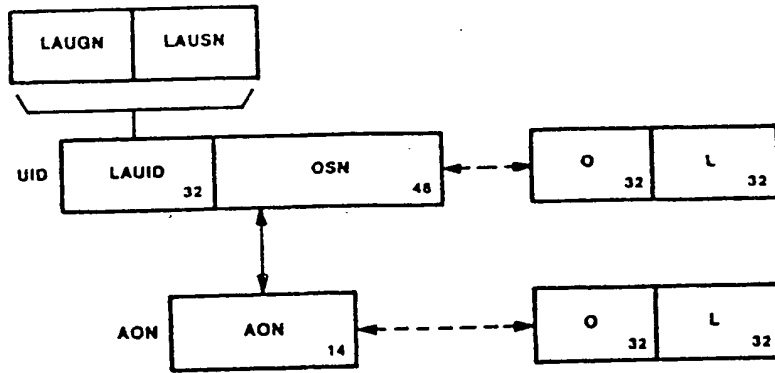 LAUGN LAUSN
UID LAUID 32 OSN 48 O 32 L 32
AON AON 14 O 32 L 32